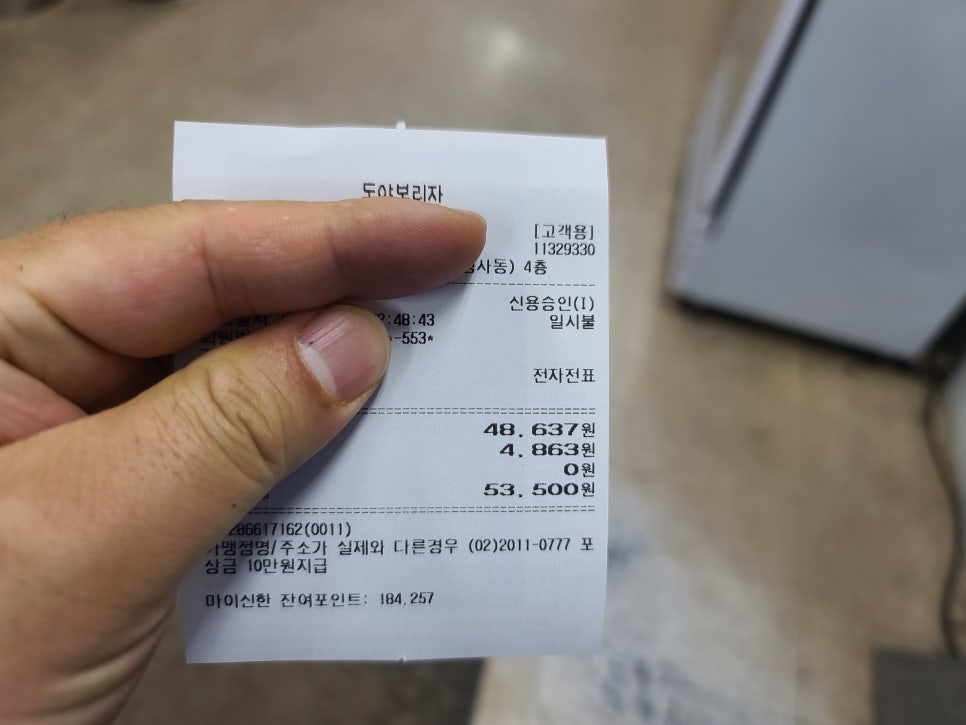 도야보리자
[고객용]
11329330
4층
신용승인(I)
:48:43 일시불
-553*
전자전표
48,637원
4,863원
0원
53,500원
286617162(0011)
가맹점명/주소가 실제와 다른경우 (02)2011-0777 포
상금 10만원지급
마이신한 잔여포인트: 184,257